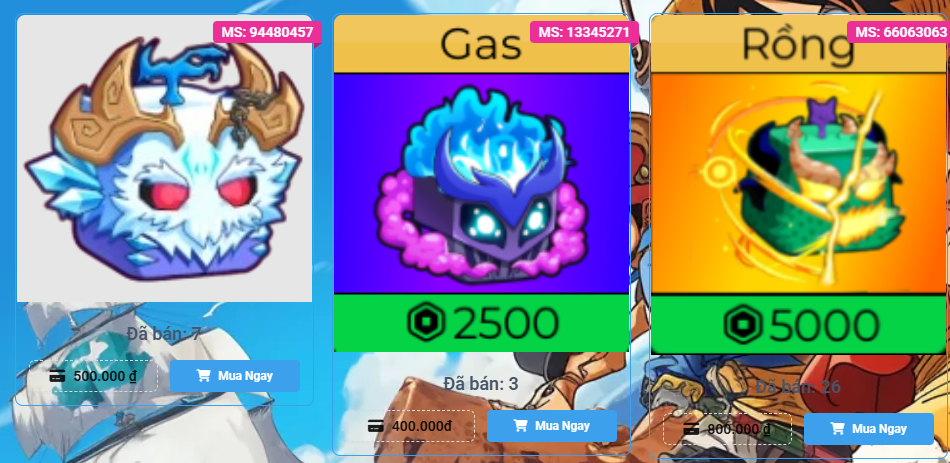 MS: 94480457
Đã bán: 7
500.000 ₫
Mua Ngay
MS: 13345271
Gas
2500
Đã bán: 3
400.000đ
Mua Ngay
MS: 66063063
Rồng
5000
Đã bán: 26
800.000 đ
Mua Ngay